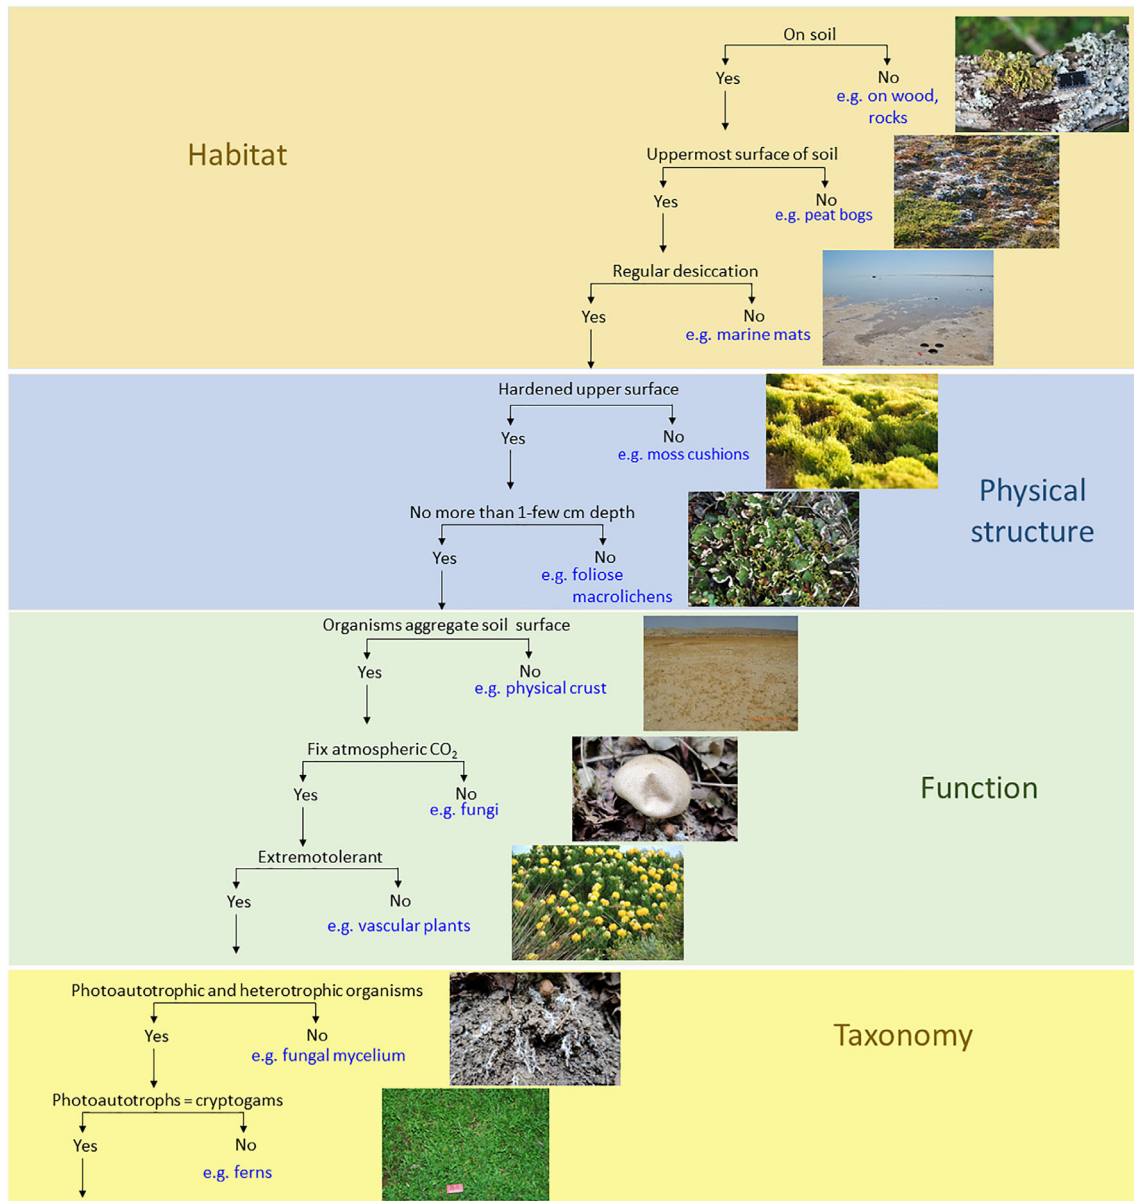 On soil
Yes
No
e.g. on wood,
rocks
Habitat
Uppermost surface of soil
Yes
No
e.g. peat bogs
Regular desiccation
Yes
No
e.g. marine mats
Hardened upper surface
Yes
No
e.g. moss cushions
Physical
structure
No more than 1-few cm depth
Yes
No
e.g. foliose
macrolichens
Organisms aggregate soil surface
Yes
No
e.g. physical crust
Fix atmospheric CO₂
Yes
No
e.g. fungi
Function
Extremotolerant
Yes
No
e.g. vascular plants
Photoautotrophic and heterotrophic organisms
Yes
No
e.g. fungal mycelium
Taxonomy
Photoautotrophs = cryptogams
Yes
No
e.g. ferns